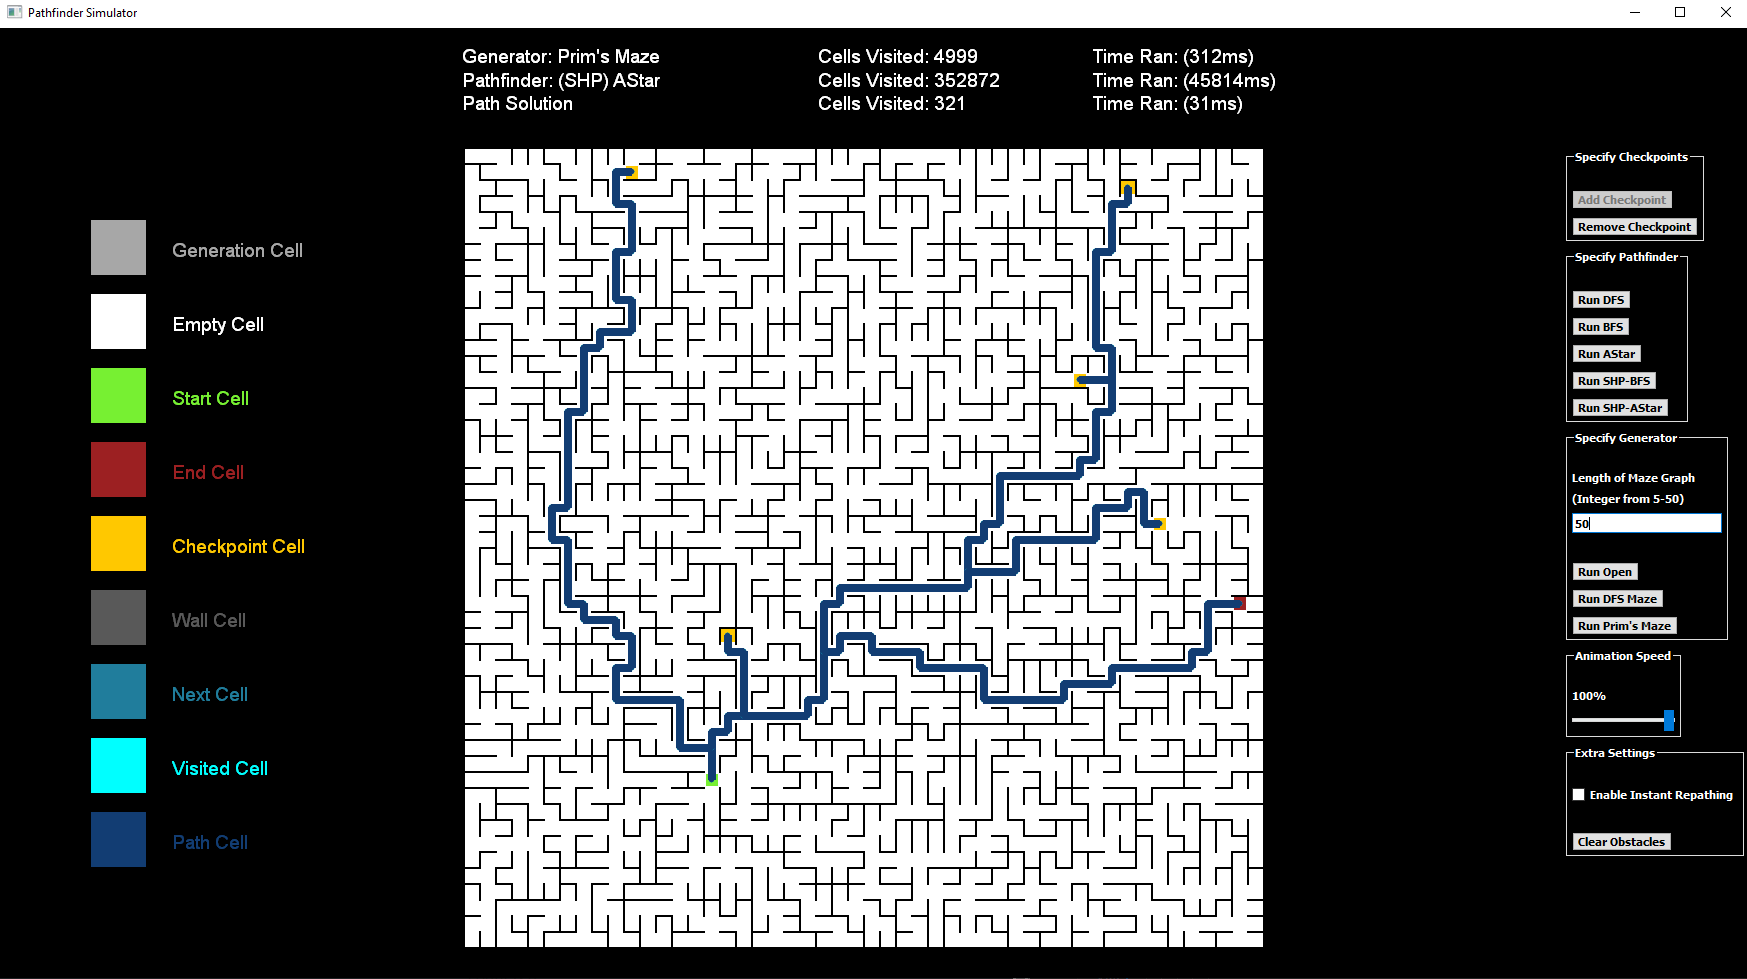 Pathfinder Simulator
Generator: Prim's Maze Cells Visited: 4999 Time Ran: (312ms)
Pathfinder: (SHP) AStar Cells Visited: 352872 Time Ran: (45814ms)
Path Solution Cells Visited: 321 Time Ran: (31ms)
Generation Cell
Empty Cell
Start Cell
End Cell
Checkpoint Cell
Wall Cell
Next Cell
Visited Cell
Path Cell
Specify Checkpoints
Add Checkpoint
Remove Checkpoint
Specify Pathfinder
Run DFS
Run BFS
Run AStar
Run SHP-BFS
Run SHP-AStar
Specify Generator
Length of Maze Graph
(Integer from 5-50)
50
Run Open
Run DFS Maze
Run Prim's Maze
Animation Speed
100%
Extra Settings
Enable Instant Repathing
Clear Obstacles